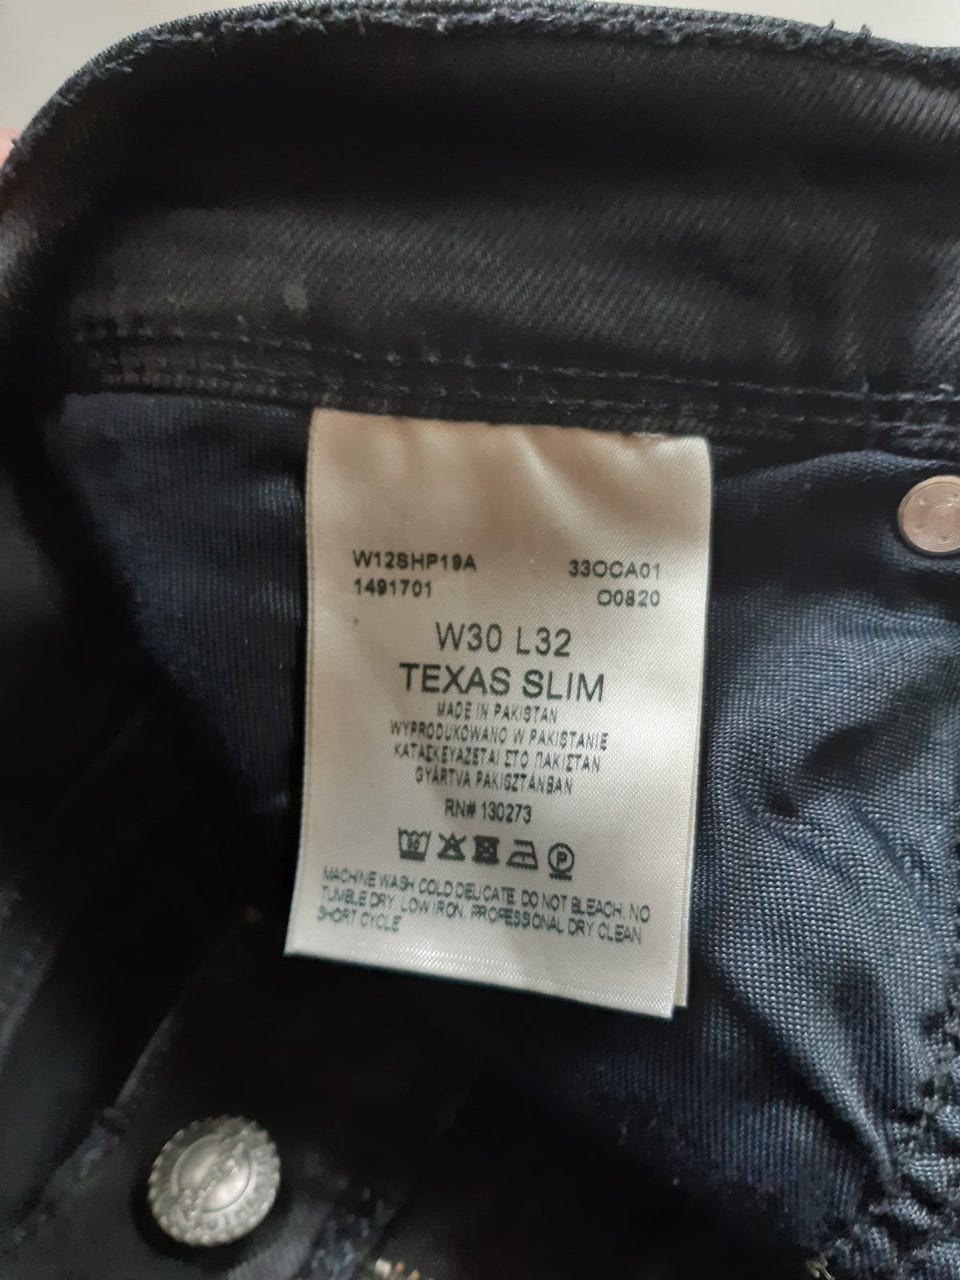 W12SHP19A 33OCA01
1491701 O0820
W30 L32
TEXAS SLIM
MADE IN PAKISTAN
WYPRODUKOWANO W PAKISTANIE
ΚΑΤΑΣΚΕΥΑΖΕΤΑΙ ΣΤΟ ΠΑΚΙΣΤΑΝ
GYÁRTVA PAKISZTÁNBAN
RN# 130273
P
MACHINE WASH COLD DELICATE. DO NOT BLEACH. NO
TUMBLE DRY. LOW IRON. PROFESSIONAL DRY CLEAN
SHORT CYCLE